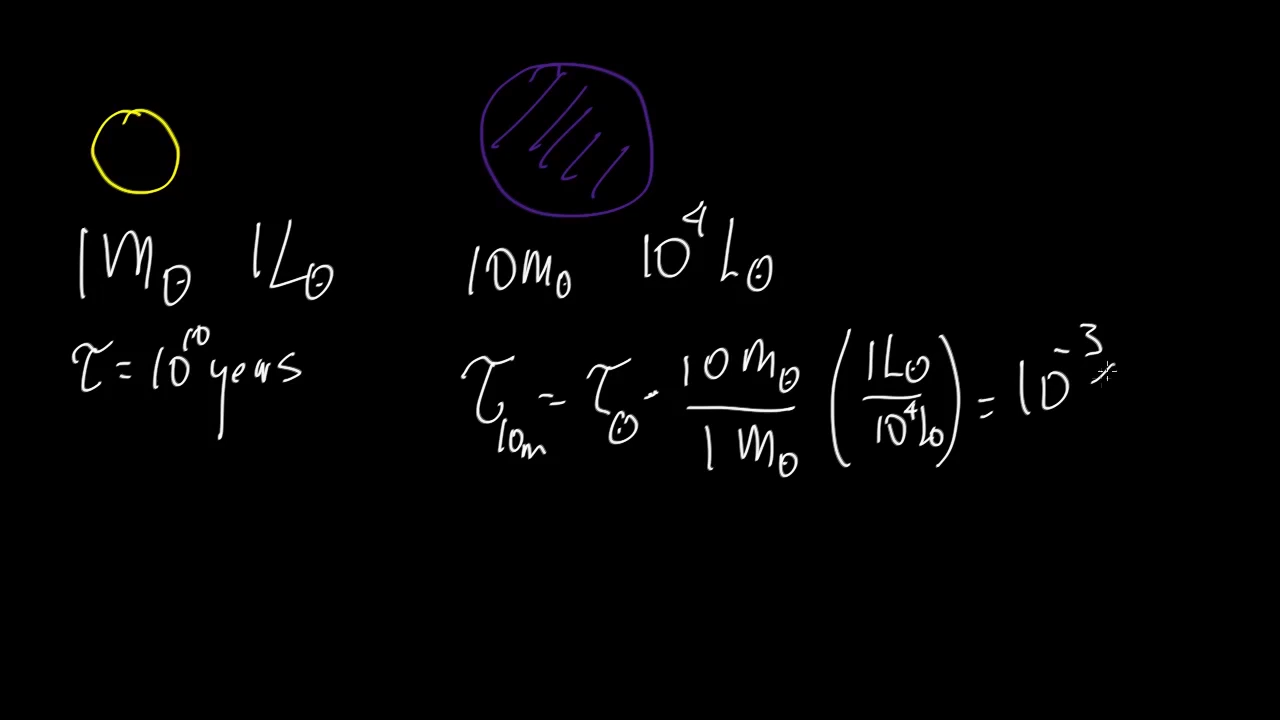 1M⊙ 1L⊙ 10M⊙ 10⁴L⊙
τ = 10¹⁰ years
τ₁₀ₘ = τ⊙ · 10M⊙ / 1M⊙ (1L⊙ / 10⁴L⊙) = 10⁻³